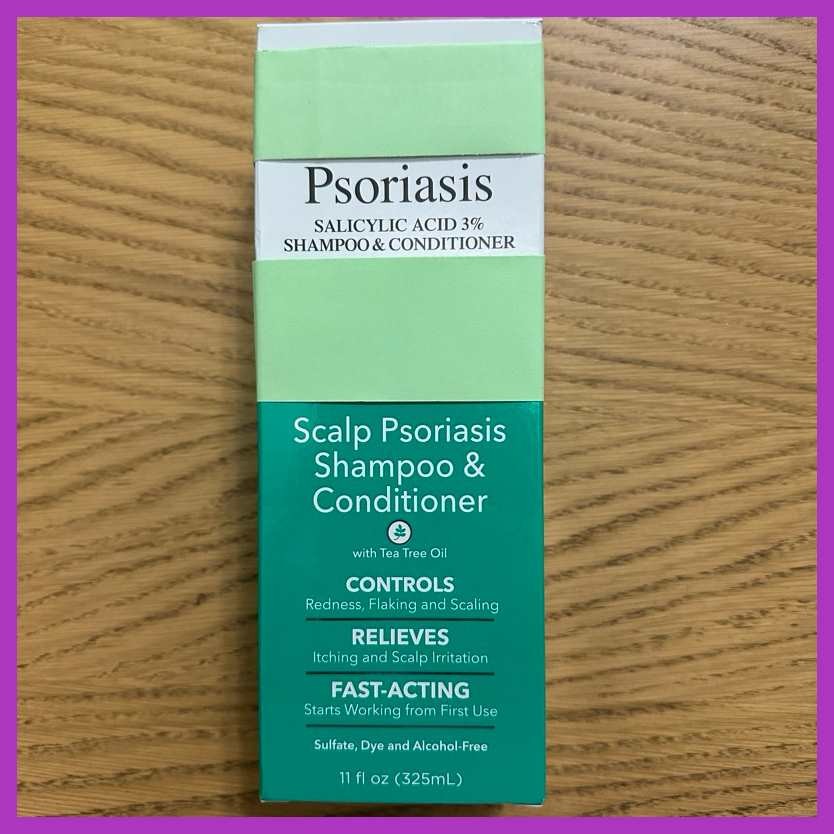 Psoriasis
SALICYLIC ACID 3%
SHAMPOO & CONDITIONER
Scalp Psoriasis
Shampoo &
Conditioner
with Tea Tree Oil
CONTROLS
Redness, Flaking and Scaling
RELIEVES
Itching and Scalp Irritation
FAST-ACTING
Starts Working from First Use
Sulfate, Dye and Alcohol-Free
11 fl oz (325mL)